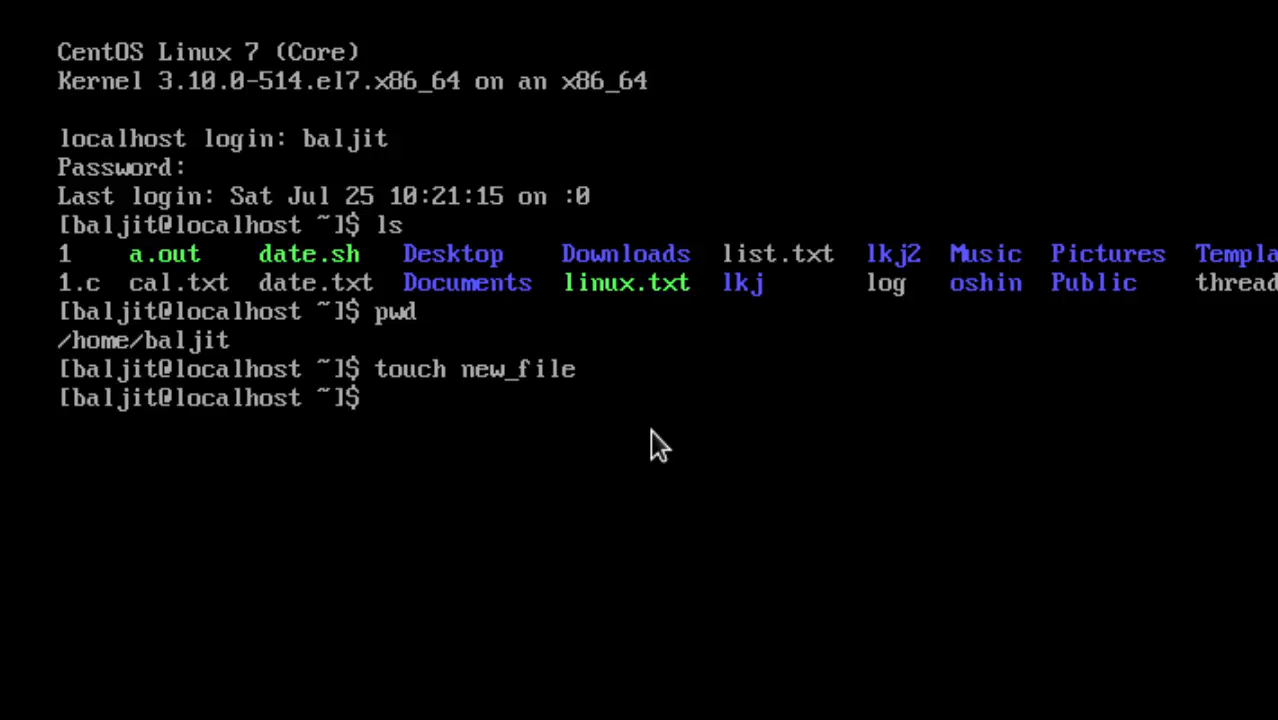 CentOS Linux 7 (Core)
Kernel 3.10.0-514.el7.x86_64 on an x86_64
localhost login: baljit
Password:
Last login: Sat Jul 25 10:21:15 on :0
[baljit@localhost ~]$ ls
1 a.out date.sh Desktop Downloads list.txt lkj2 Music Pictures Templa
1.c cal.txt date.txt Documents linux.txt lkj log oshin Public thread
[baljit@localhost ~]$ pwd
/home/baljit
[baljit@localhost ~]$ touch new_file
[baljit@localhost ~]$